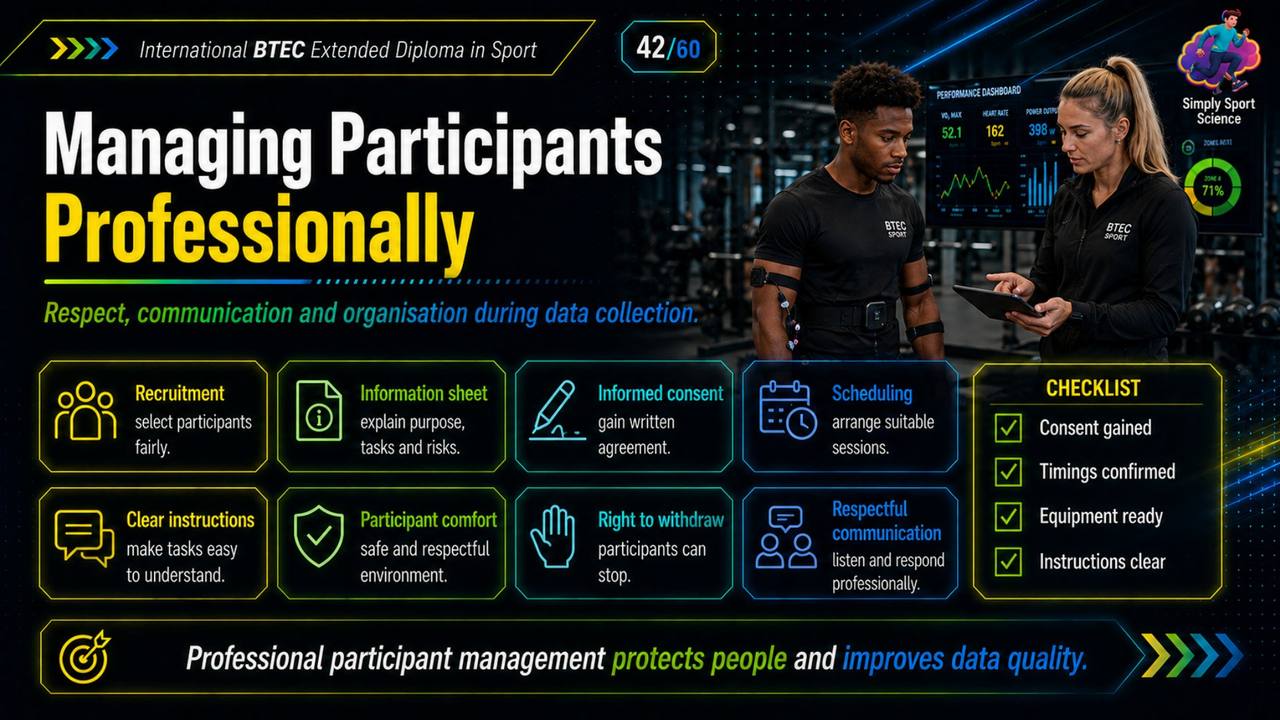 International BTEC Extended Diploma in Sport
42/60
Simply Sport
Science
Managing Participants
Professionally
Respect, communication and organisation during data collection.
PERFORMANCE DASHBOARD
VO₂ MAX
52.1
HEART RATE
162
398
71%
BTEC
SPORT
BTEC
SPORT
Recruitment
select participants
fairly.
Information sheet
explain purpose,
tasks and risks.
Informed consent
gain written
agreement.
Scheduling
arrange suitable
sessions.
Clear instructions
make tasks easy
to understand.
Participant comfort
safe and respectful
environment.
Right to withdraw
participants can
stop.
Respectful
communication
listen and respond
professionally.
CHECKLIST
Consent gained
Timings confirmed
Equipment ready
Instructions clear
Professional participant management protects people and improves data quality.